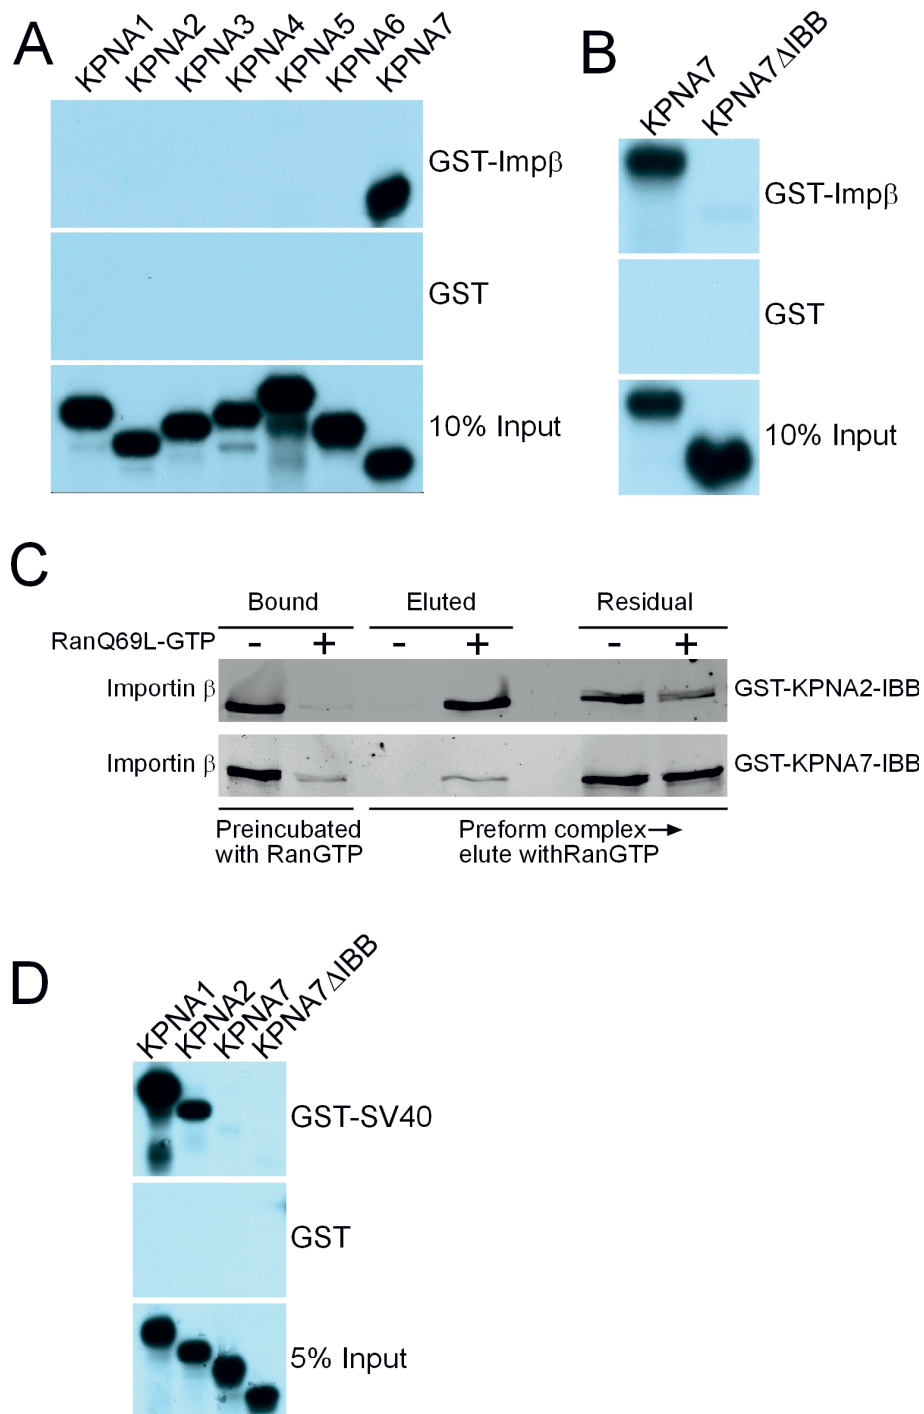 A
KPNA1
KPNA2
KPNA3
KPNA4
KPNA5
KPNA6
KPNA7
GST-Impβ
GST
10% Input
B
KPNA7
KPNA7ΔIBB
GST-Impβ
GST
10% Input
C
Bound Eluted Residual
RanQ69L-GTP - + - + - +
Importin β GST-KPNA2-IBB
Importin β GST-KPNA7-IBB
Preincubated
with RanGTP
Preform complex→
elute withRanGTP
D
KPNA1
KPNA2
KPNA7
KPNA7ΔIBB
GST-SV40
GST
5% Input